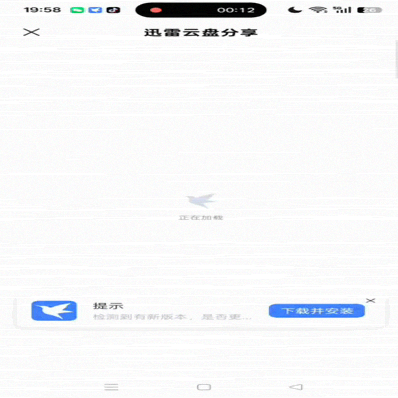 19:58
00:12
26
迅雷云盘分享
正在加载
提示
检测到有新版本，是否更...
下载并安装